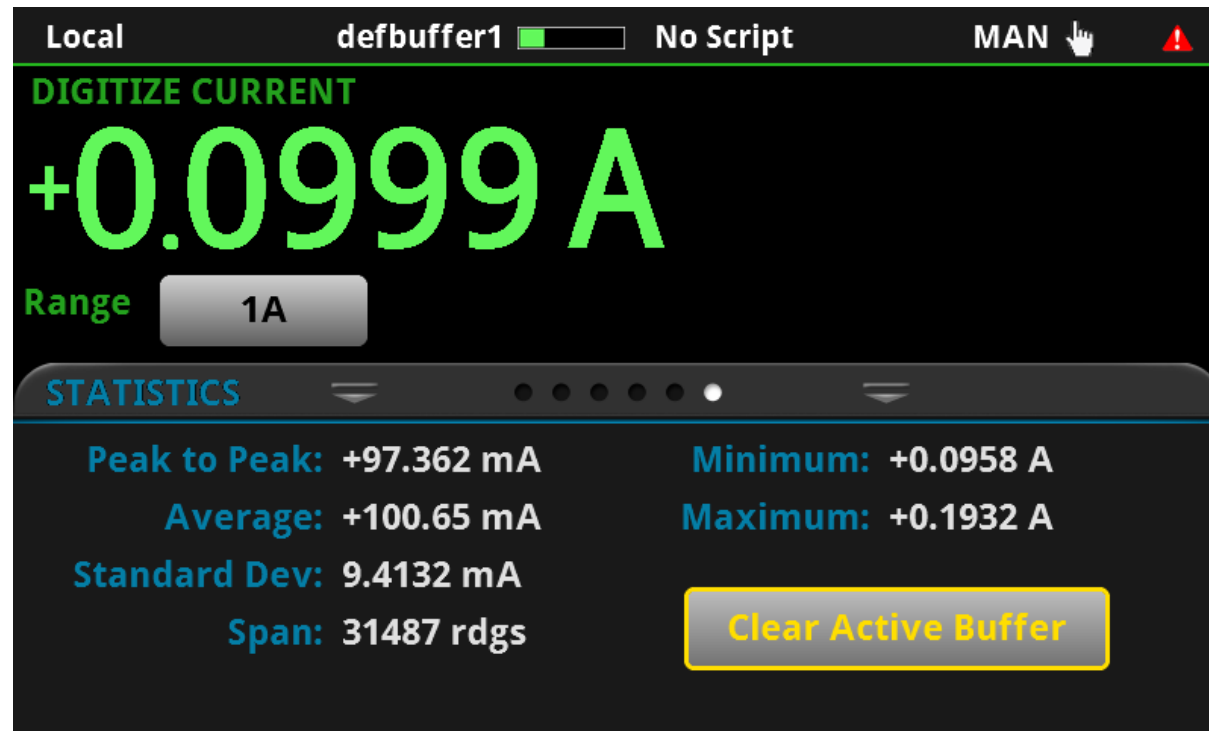 Local defbuffer1 No Script MAN
DIGITIZE CURRENT
+0.0999 A
Range 1A
STATISTICS
Peak to Peak: +97.362 mA Minimum: +0.0958 A
Average: +100.65 mA Maximum: +0.1932 A
Standard Dev: 9.4132 mA
Span: 31487 rdgs
Clear Active Buffer